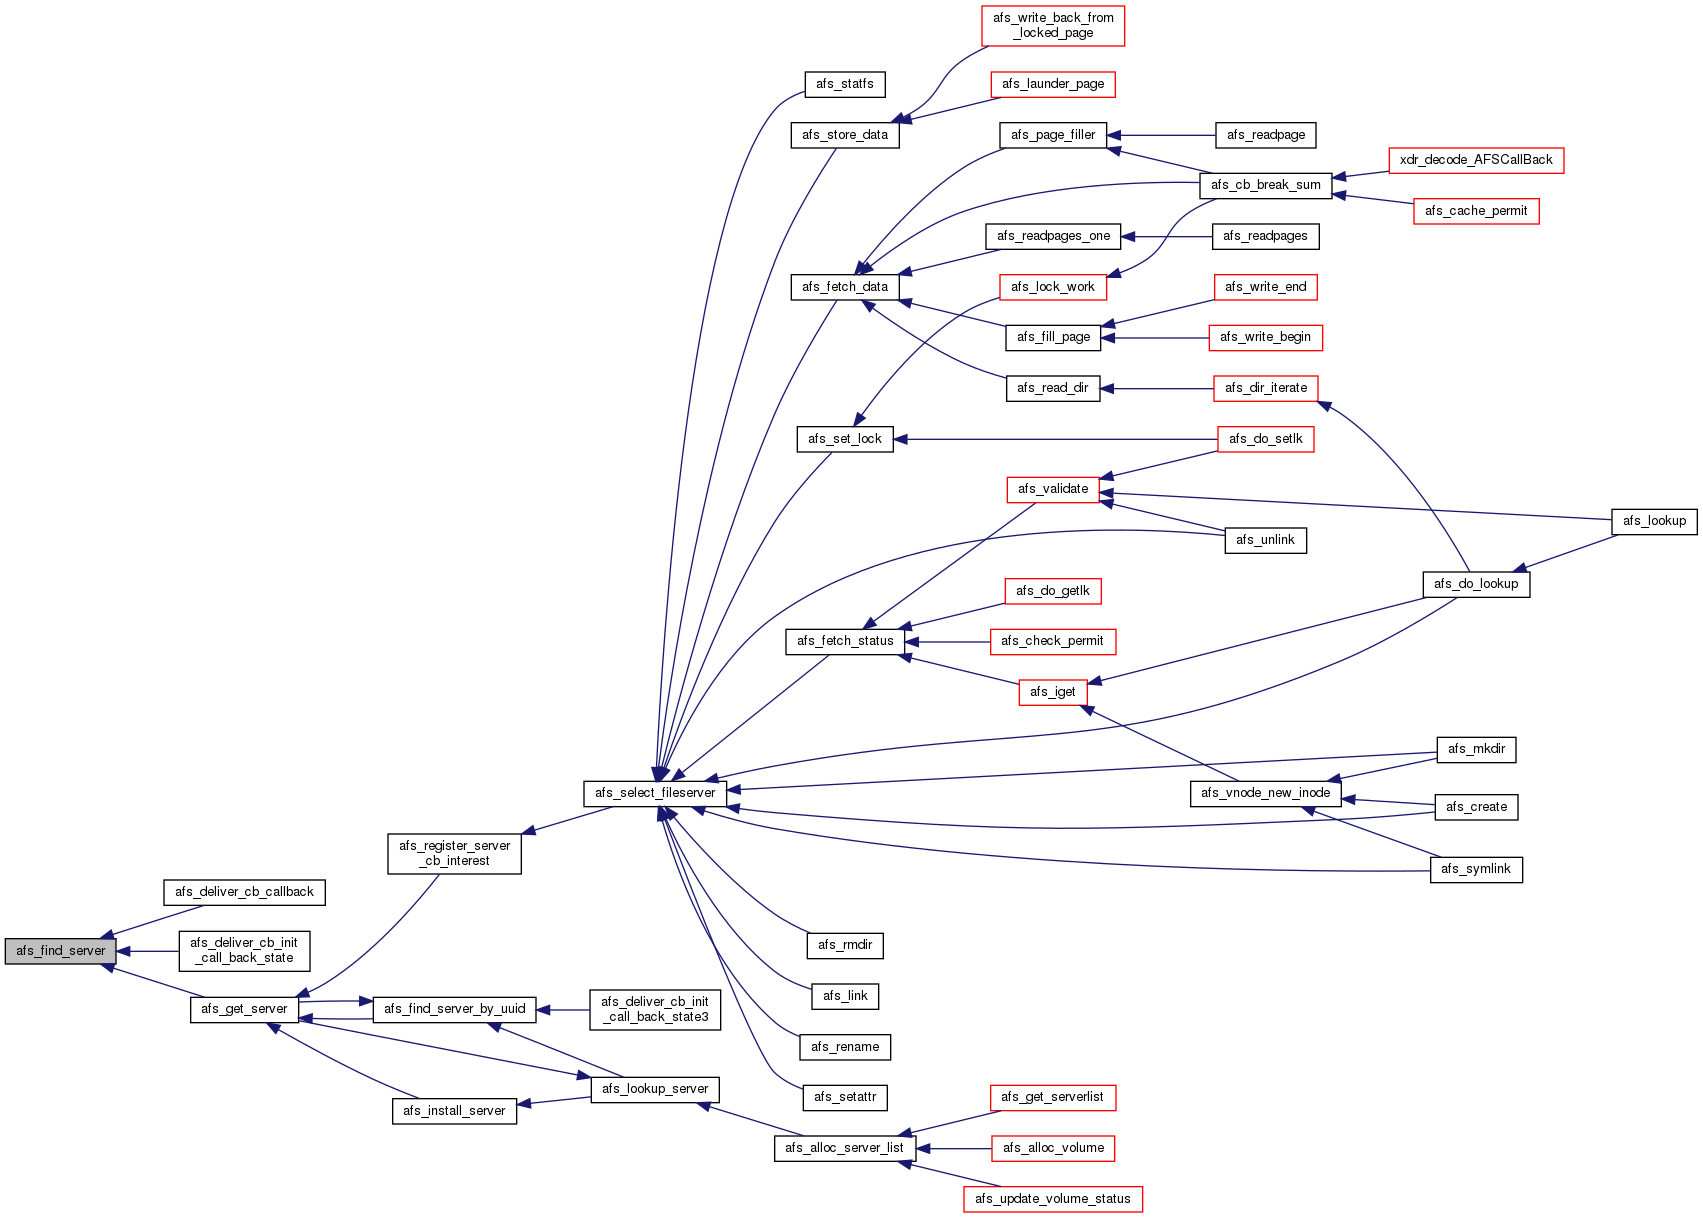 afs_write_back_from
_locked_page
afs_statfs
afs_launder_page
afs_store_data
afs_page_filler
afs_readpage
xdr_decode_AFSCallBack
afs_cb_break_sum
afs_cache_permit
afs_readpages_one
afs_readpages
afs_fetch_data
afs_lock_work
afs_write_end
afs_fill_page
afs_write_begin
afs_read_dir
afs_dir_iterate
afs_set_lock
afs_do_setlk
afs_validate
afs_lookup
afs_unlink
afs_do_lookup
afs_do_getlk
afs_fetch_status
afs_check_permit
afs_iget
afs_mkdir
afs_select_fileserver
afs_vnode_new_inode
afs_create
afs_register_server
_cb_interest
afs_symlink
afs_deliver_cb_callback
afs_rmdir
afs_find_server
afs_deliver_cb_init
_call_back_state
afs_link
afs_get_server
afs_find_server_by_uuid
afs_deliver_cb_init
_call_back_state3
afs_rename
afs_lookup_server
afs_setattr
afs_get_serverlist
afs_install_server
afs_alloc_server_list
afs_alloc_volume
afs_update_volume_status